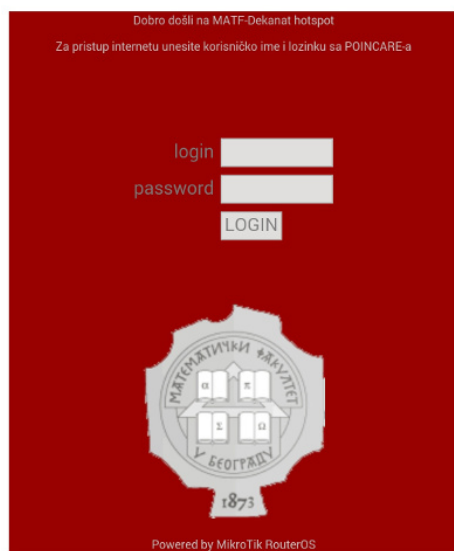 Dobro došli na MATF-Dekanat hotspot
Za pristup internetu unesite korisničko ime i lozinku sa POINCARE-a
login
password
LOGIN
МАТЕМАТИЧКИ ФАКУЛТЕТ
α π
Σ Ω
У БЕОГРАДУ
1873
Powered by MikroTik RouterOS